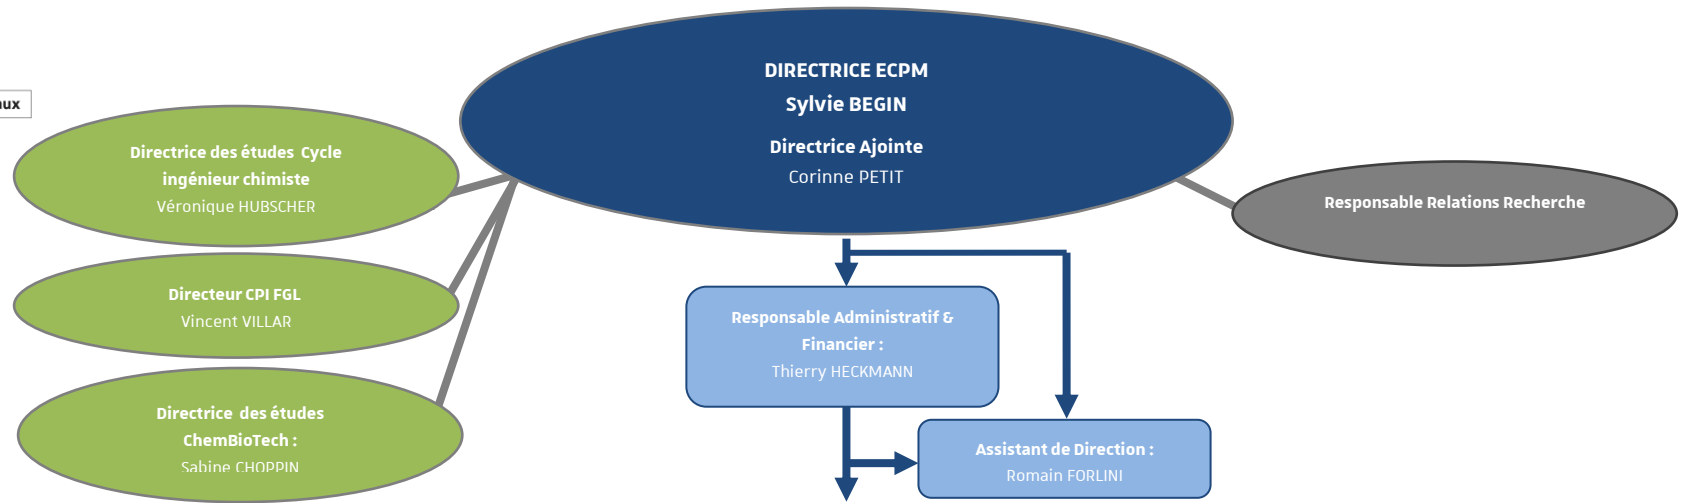 DIRECTRICE ECPM
Sylvie BEGIN
Directrice Ajointe
Corinne PETIT
Directrice des études Cycle
ingénieur chimiste
Véronique HUBSCHER
Responsable Relations Recherche
Directeur CPI FGL
Vincent VILLAR
Responsable Administratif &
Financier :
Thierry HECKMANN
Directrice des études
ChemBioTech :
Sabine CHOPPIN
Assistant de Direction :
Romain FORLINI